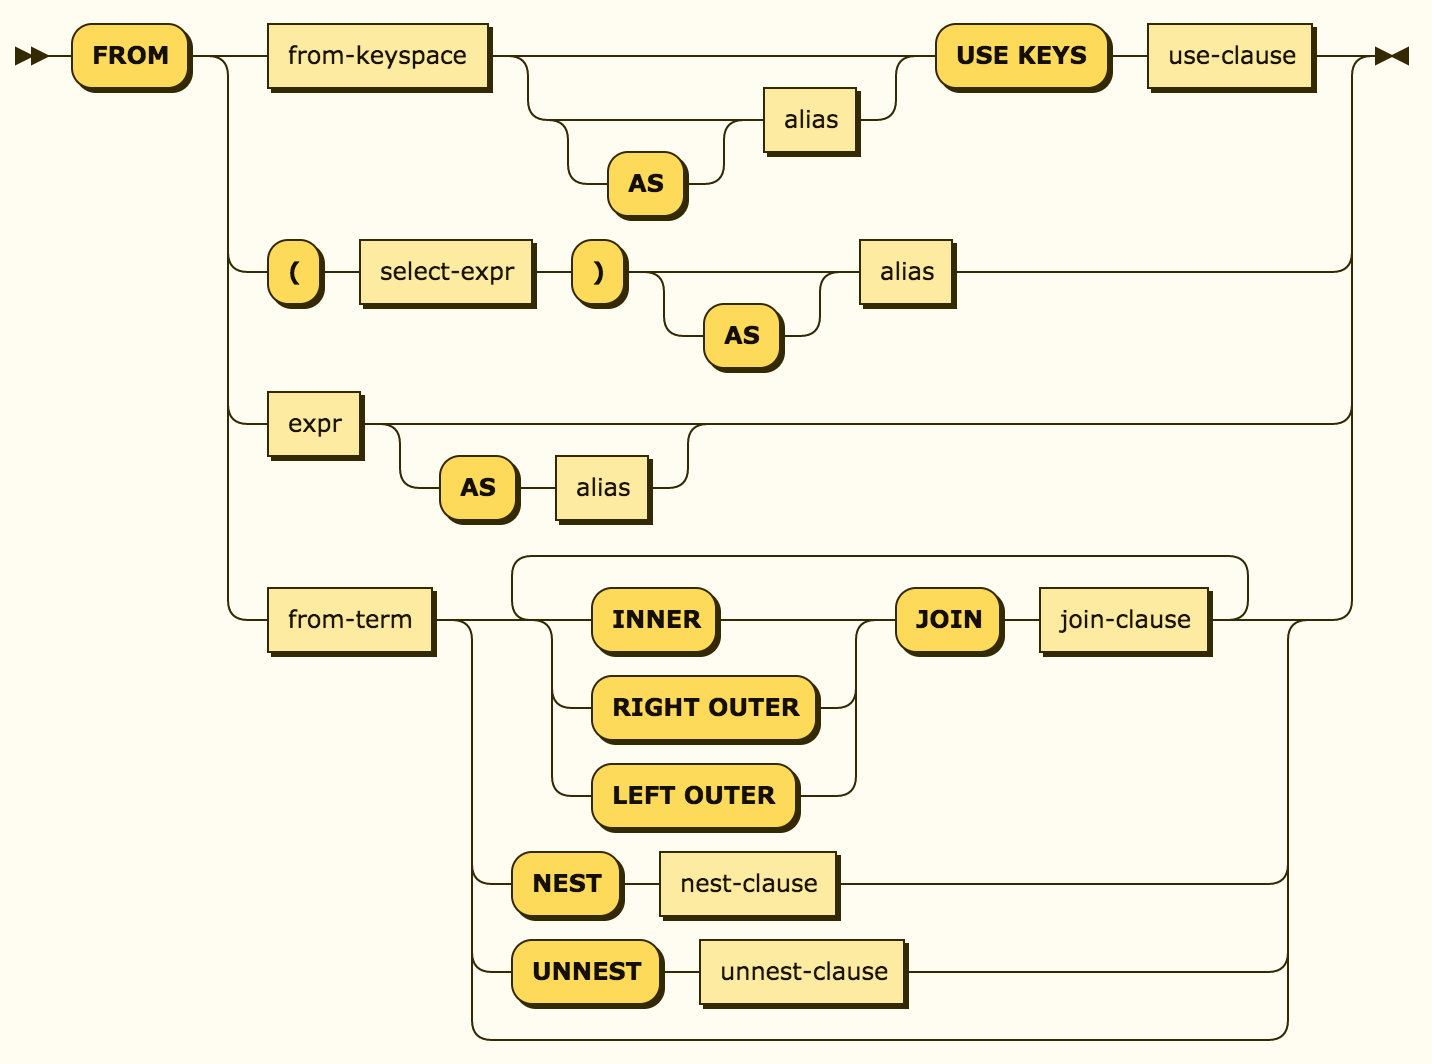 FROM from-keyspace USE KEYS use-clause
alias
AS
( select-expr ) alias
AS
expr
AS alias
from-term INNER JOIN join-clause
RIGHT OUTER
LEFT OUTER
NEST nest-clause
UNNEST unnest-clause